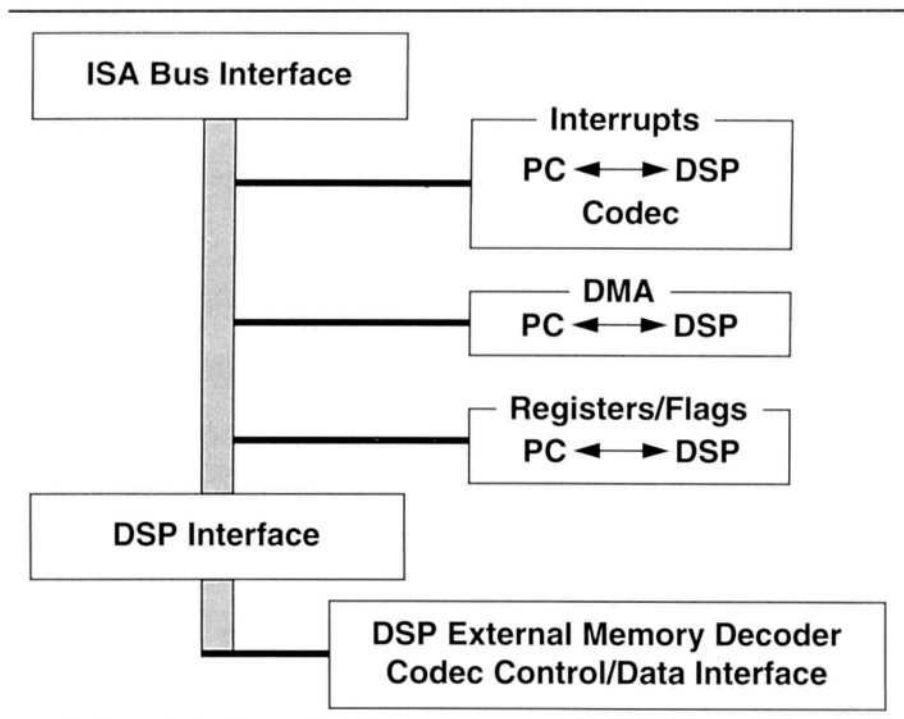 ISA Bus Interface
Interrupts
PC ◄──► DSP
Codec
DMA
PC ◄──► DSP
Registers/Flags
PC ◄──► DSP
DSP Interface
DSP External Memory Decoder
Codec Control/Data Interface